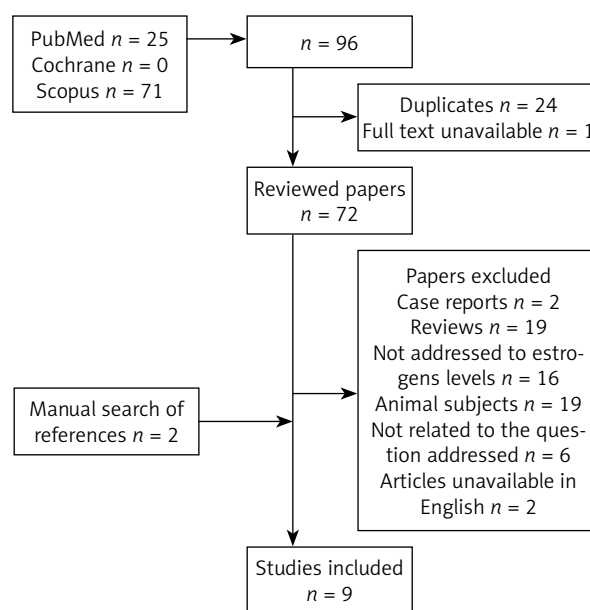 PubMed n = 25
Cochrane n = 0
Scopus n = 71
n = 96
Duplicates n = 24
Full text unavailable n = 1
Reviewed papers
n = 72
Papers excluded
Case reports n = 2
Reviews n = 19
Not addressed to estro-
gens levels n = 16
Animal subjects n = 19
Not related to the ques-
tion addressed n = 6
Articles unavailable in
English n = 2
Manual search of
references n = 2
Studies included
n = 9